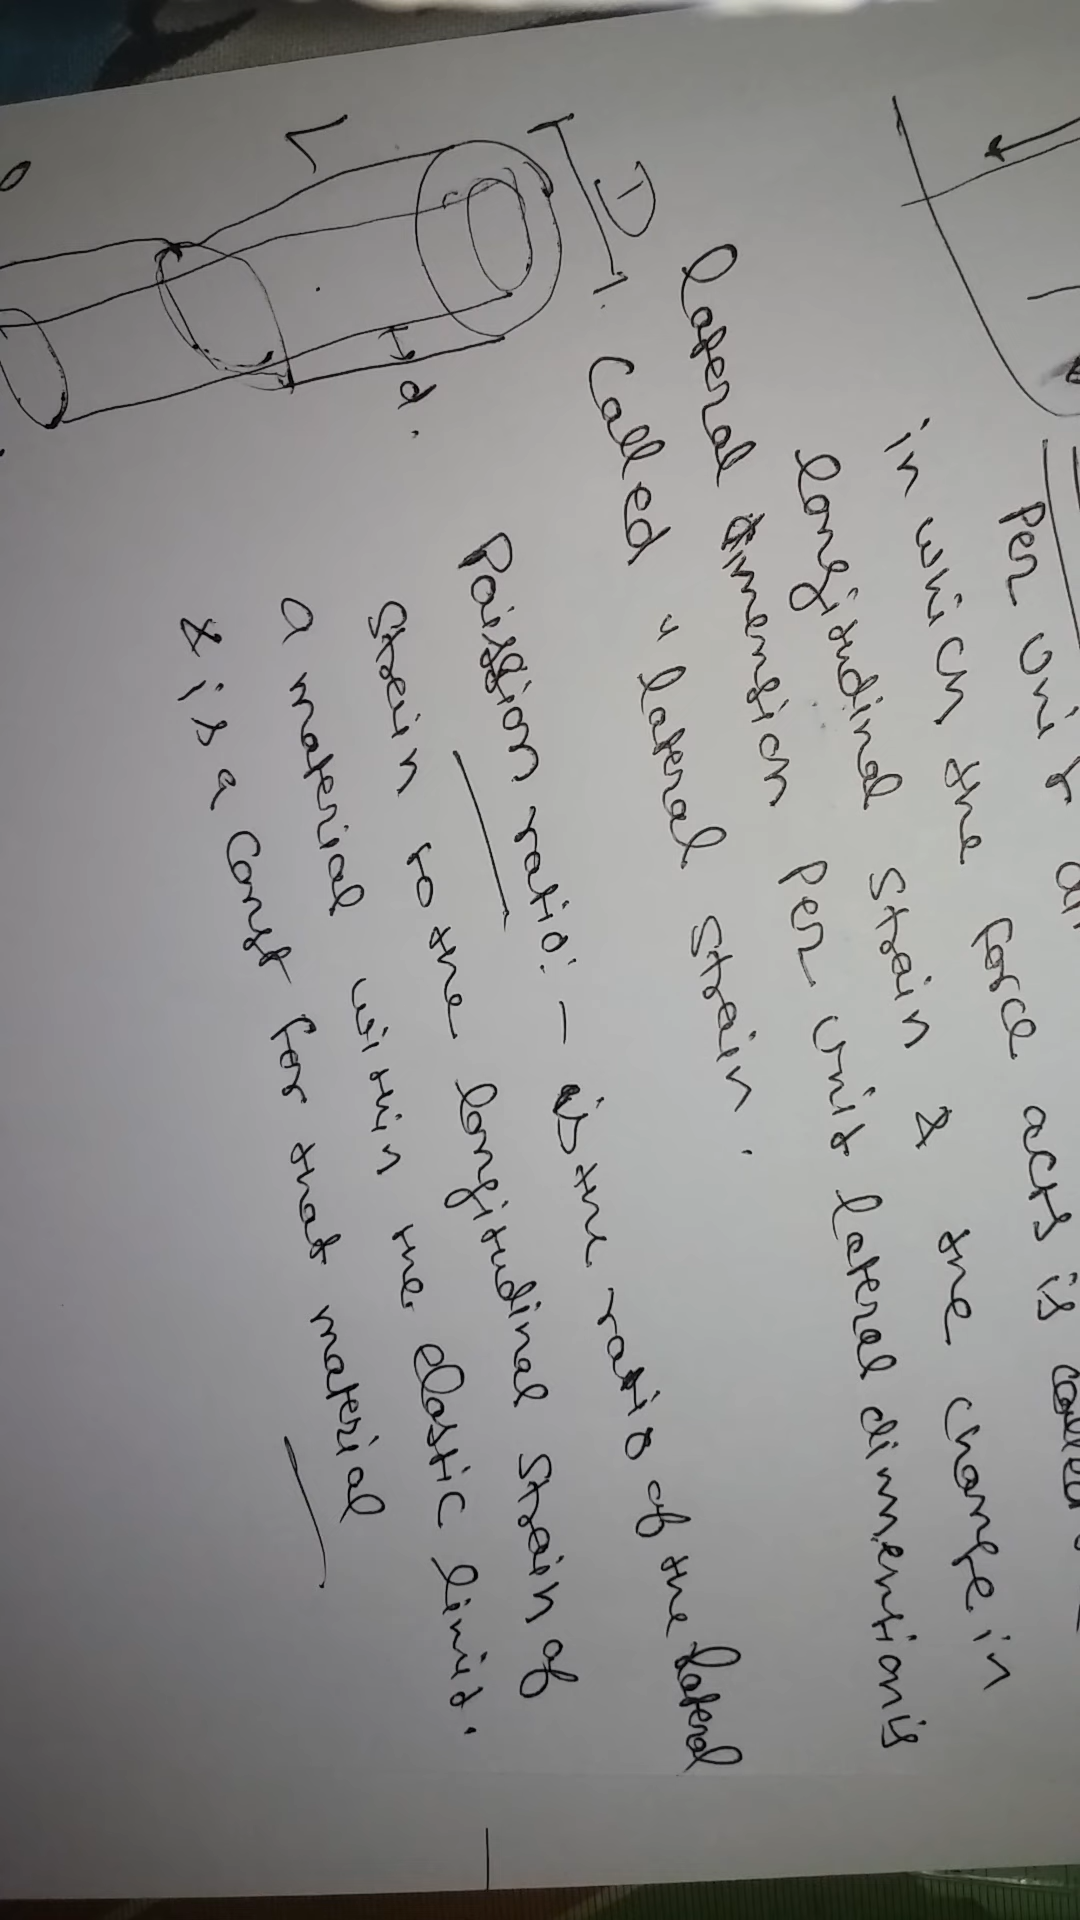 Per unit
in which the force acts is called
longitudinal strain & the change in
lateral dimension per unit lateral dimmention is
called "lateral strain.
Poission ratio:- is the ratio of the lateral
strain to the longitudinal strain of
a material within the elastic limit.
& is a const for that material
D
L
d.